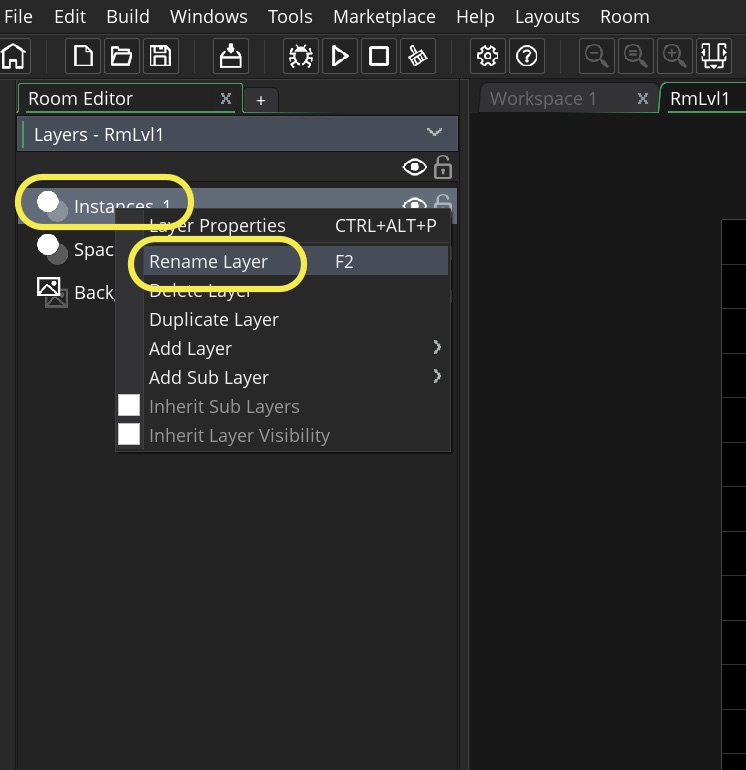 File Edit Build Windows Tools Marketplace Help Layouts Room
Room Editor X +
Workspace 1 X RmLvl1
Layers - RmLvl1
Instances_1
Layer Properties CTRL+ALT+P
Spac
Rename Layer F2
Back
Delete Layer
Duplicate Layer
Add Layer
Add Sub Layer
Inherit Sub Layers
Inherit Layer Visibility